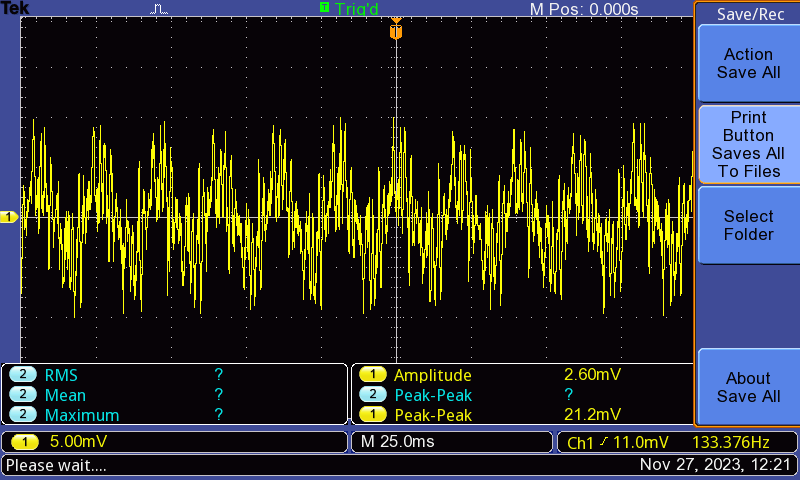 Tek
T Trig'd
M Pos: 0.000s
Save/Rec
T
Action
Save All
Print
Button
Saves All
To Files
1
Select
Folder
2 RMS ?
1 Amplitude 2.60mV
2 Mean ?
2 Peak-Peak ?
2 Maximum ?
1 Peak-Peak 21.2mV
About
Save All
1 5.00mV
M 25.0ms
Ch1 11.0mV 133.376Hz
Please wait....
Nov 27, 2023, 12:21